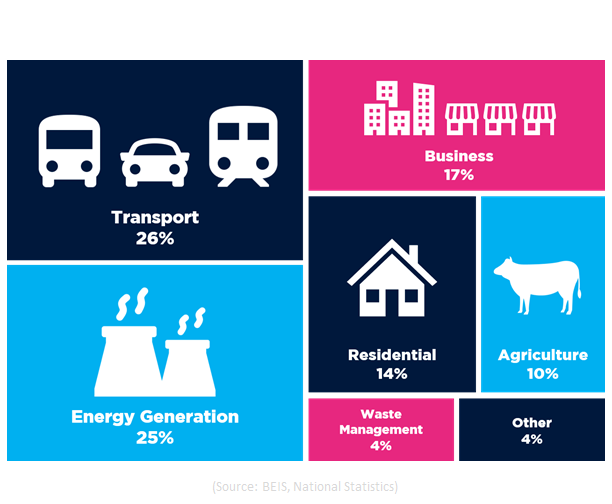 Transport
26%
Business
17%
Energy Generation
25%
Residential
14%
Agriculture
10%
Waste
Management
4%
Other
4%
(Source: BEIS, National Statistics)